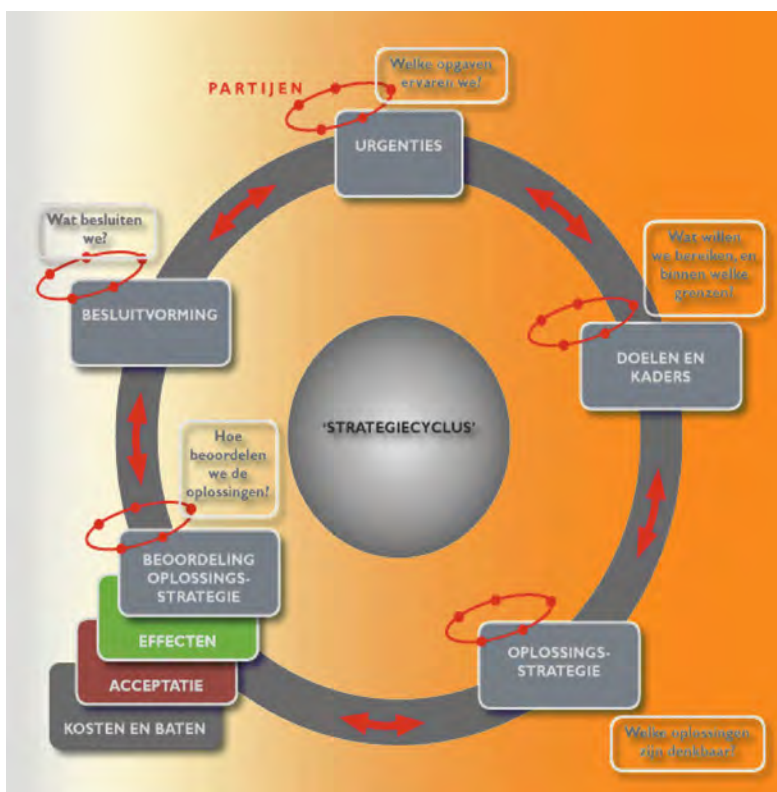 Welke opgaven
ervaren we?
PARTIJEN
URGENTIES
Wat besluiten
we?
BESLUITVORMING
Wat willen
we bereiken, en
binnen welke
grenzen?
DOELEN EN
KADERS
'STRATEGIECYCLUS'
Hoe
beoordelen
we de
oplossingen?
BEOORDELING
OPLOSSINGS-
STRATEGIE
EFFECTEN
ACCEPTATIE
KOSTEN EN BATEN
OPLOSSINGS-
STRATEGIE
Welke oplossingen
zijn denkbaar?